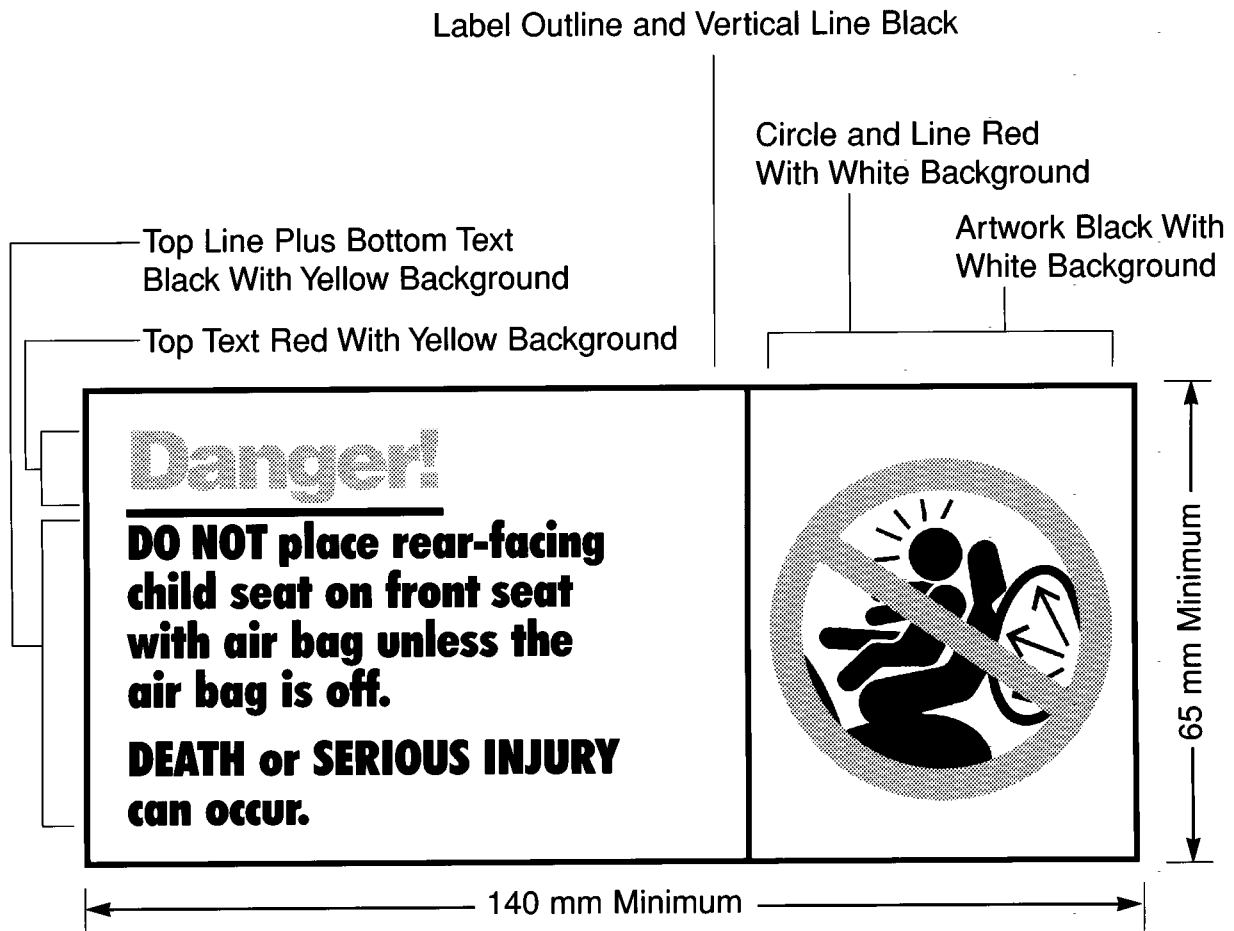 Label Outline and Vertical Line Black
Circle and Line Red
With White Background
Artwork Black With
White Background
Top Line Plus Bottom Text
Black With Yellow Background
Top Text Red With Yellow Background
Danger!
DO NOT place rear-facing
child seat on front seat
with air bag unless the
air bag is off.
DEATH or SERIOUS INJURY
can occur.
65 mm Minimum
140 mm Minimum